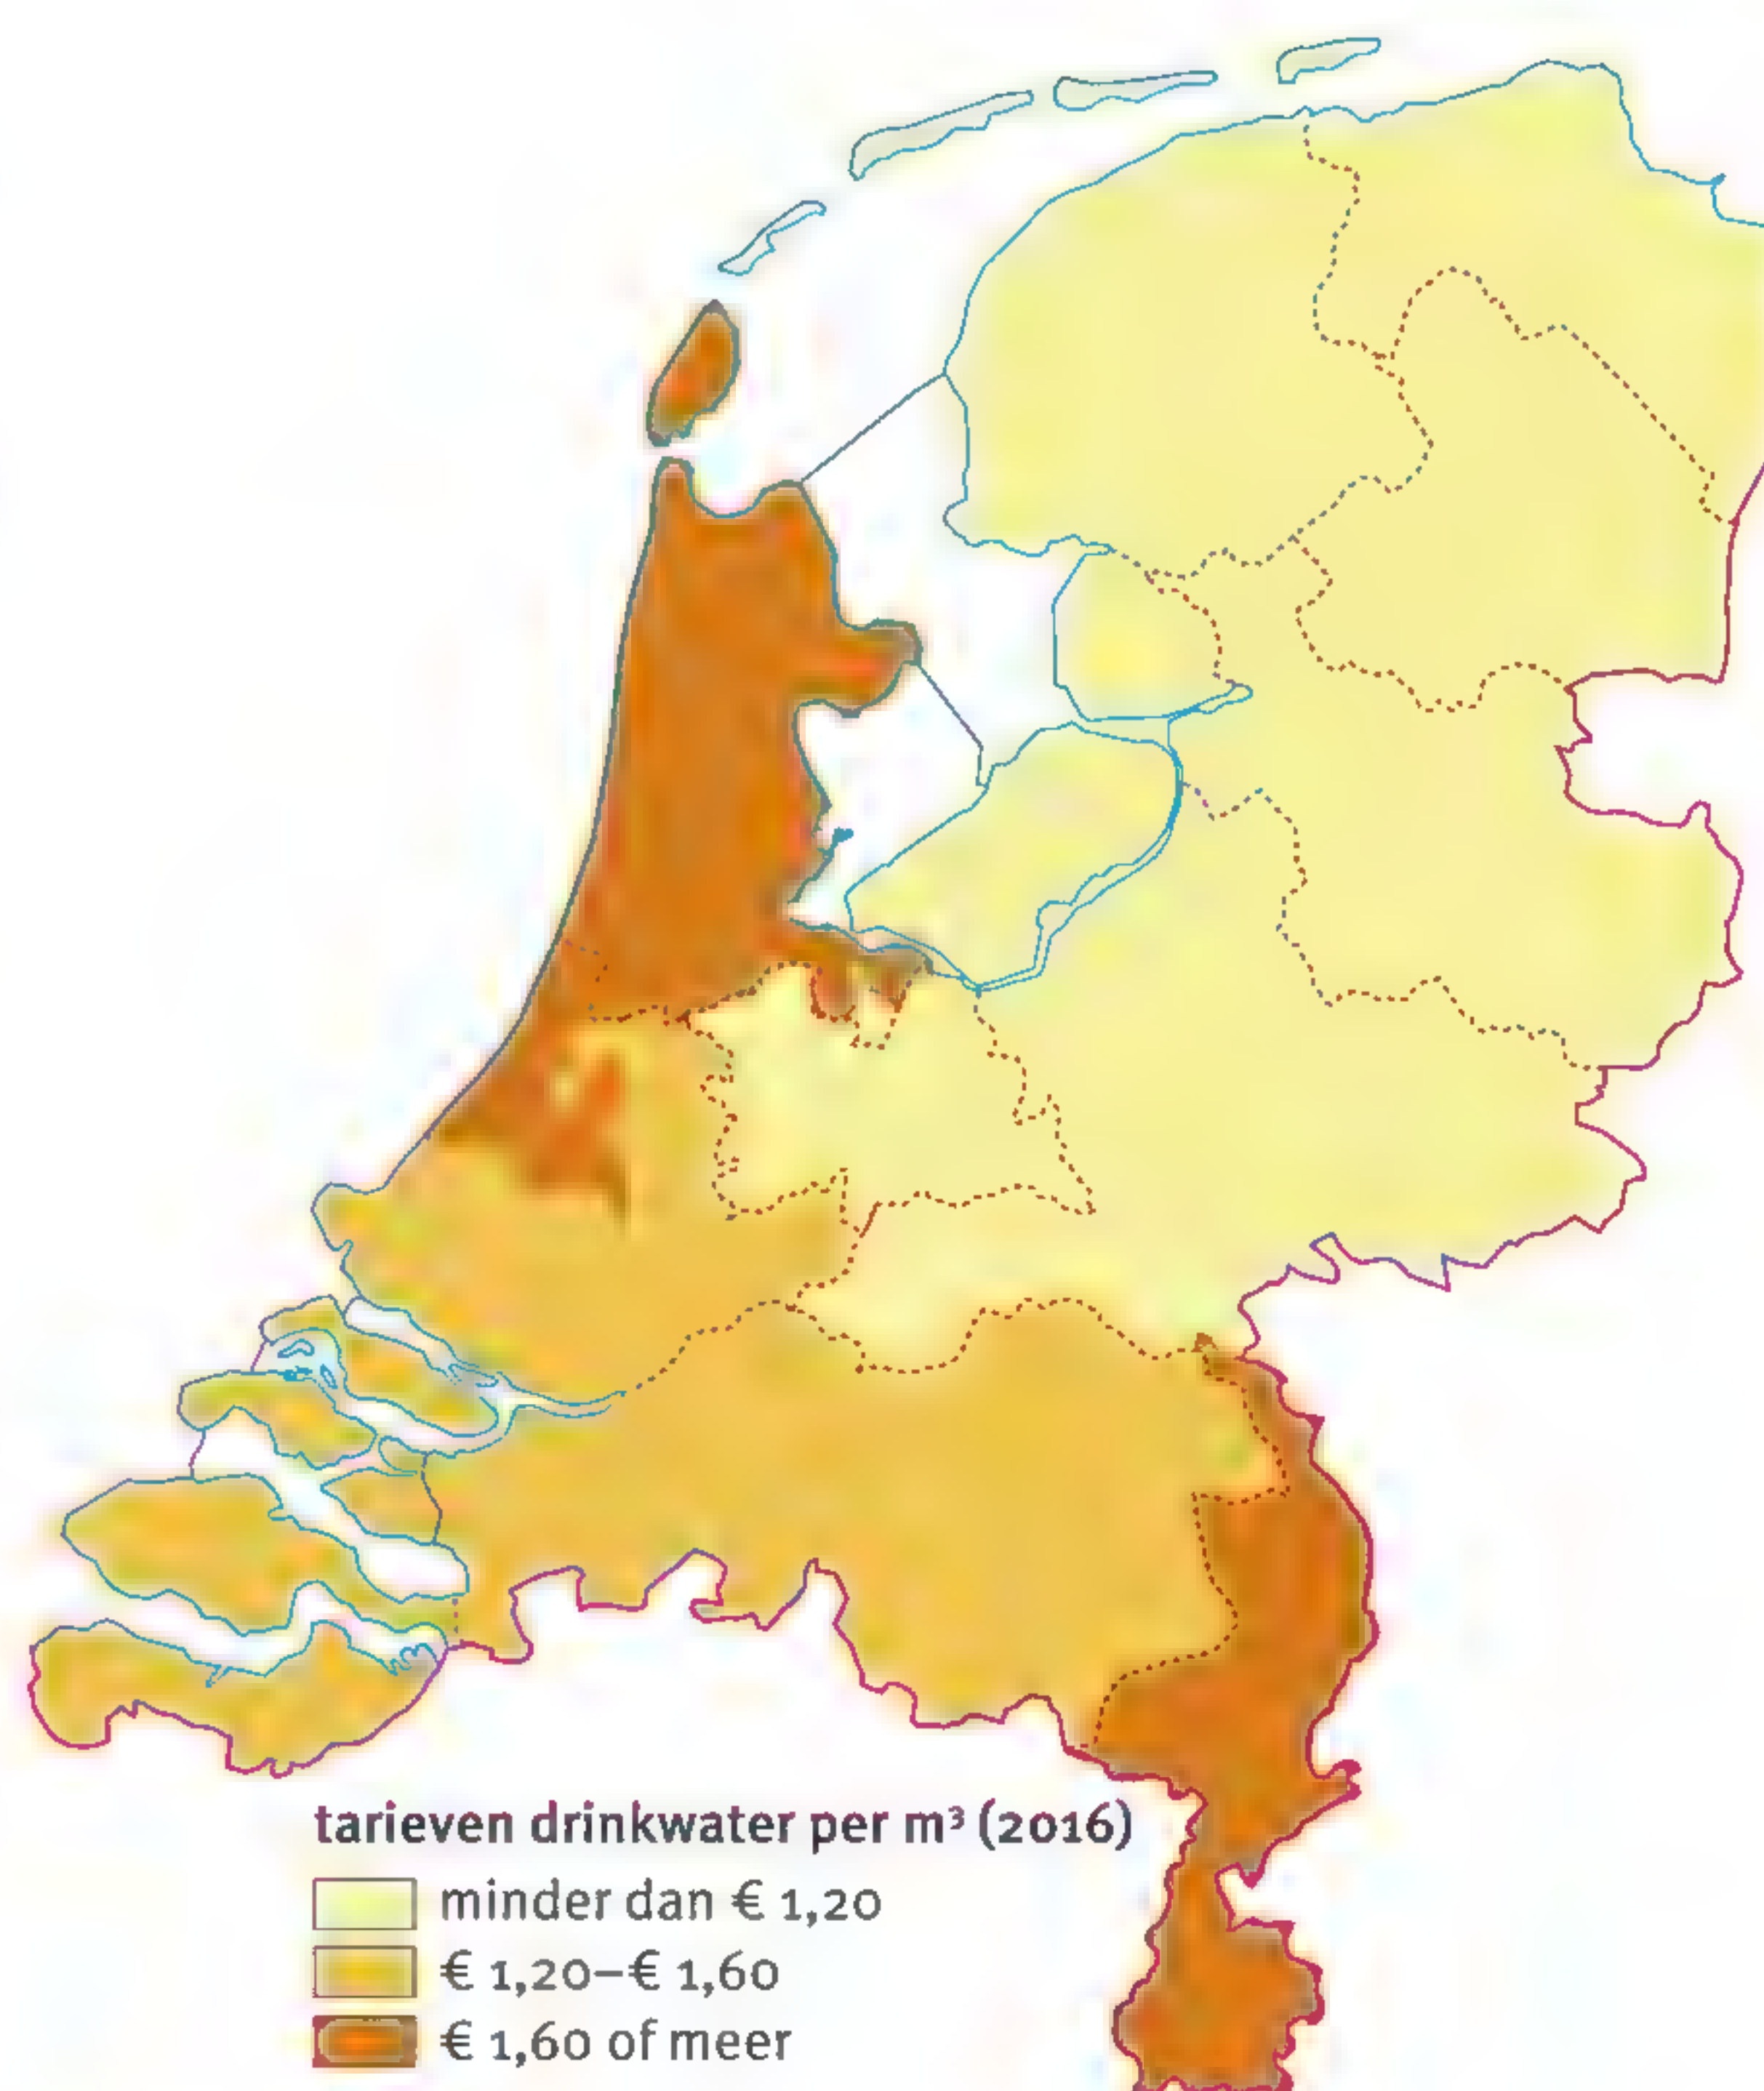 tarieven drinkwater per m³ (2016)
minder dan € 1,20
€ 1,20–€ 1,60
€ 1,60 of meer